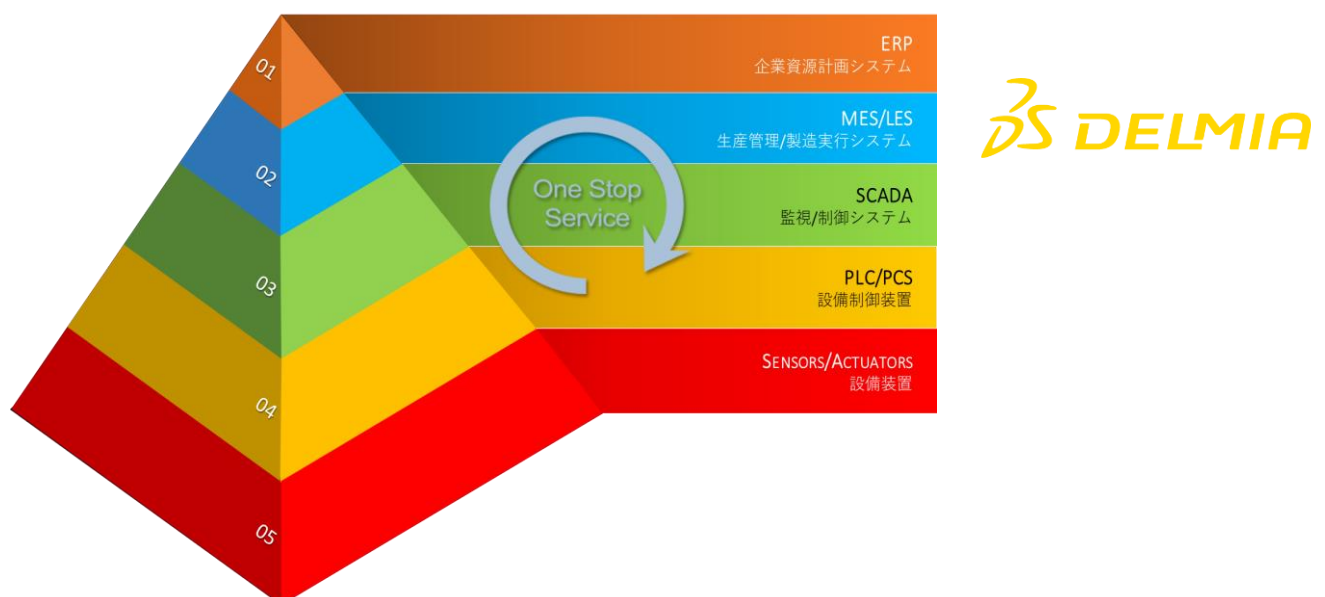 01
ERP
企業資源計画システム
02
MES/LES
生産管理/製造実行システム
03
SCADA
監視/制御システム
One Stop
Service
04
PLC/PCS
設備制御装置
05
SENSORS/ACTUATORS
設備装置
3DS DELMIA